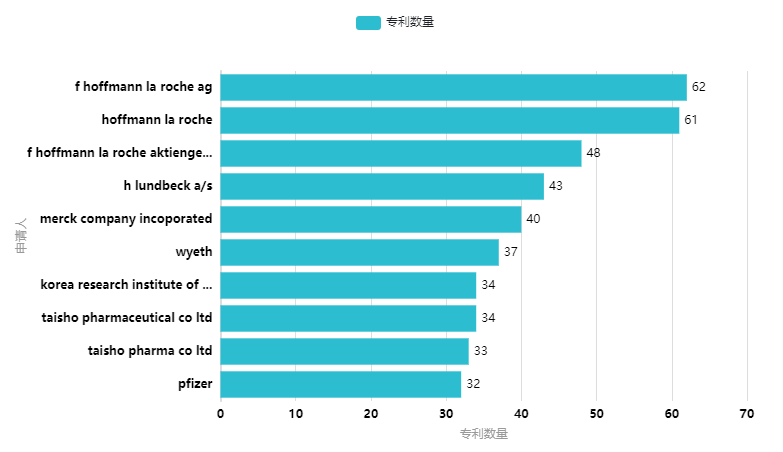 专利数量
f hoffmann la roche ag 62
hoffmann la roche 61
f hoffmann la roche aktienge... 48
h lundbeck a/s 43
merck company incoporated 40
wyeth 37
korea research institute of ... 34
taisho pharmaceutical co ltd 34
taisho pharma co ltd 33
pfizer 32
申请人
0 10 20 30 40 50 60 70
专利数量